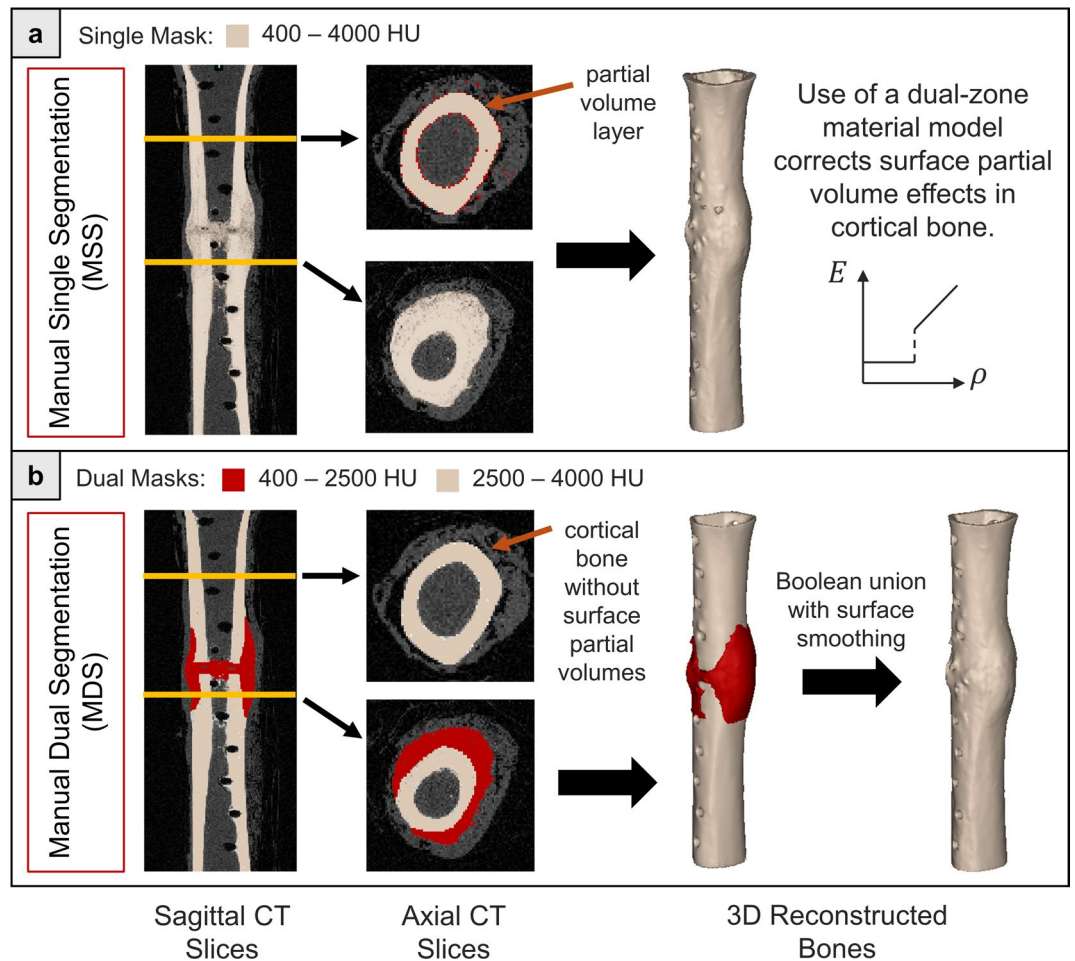 a
Single Mask: 400 – 4000 HU
Manual Single Segmentation
(MSS)
partial
volume
layer
Use of a dual-zone
material model
corrects surface partial
volume effects in
cortical bone.
E
ρ
b
Dual Masks: 400 – 2500 HU 2500 – 4000 HU
Manual Dual Segmentation
(MDS)
cortical
bone
without
surface
partial
volumes
Boolean union
with surface
smoothing
Sagittal CT
Slices
Axial CT
Slices
3D Reconstructed
Bones